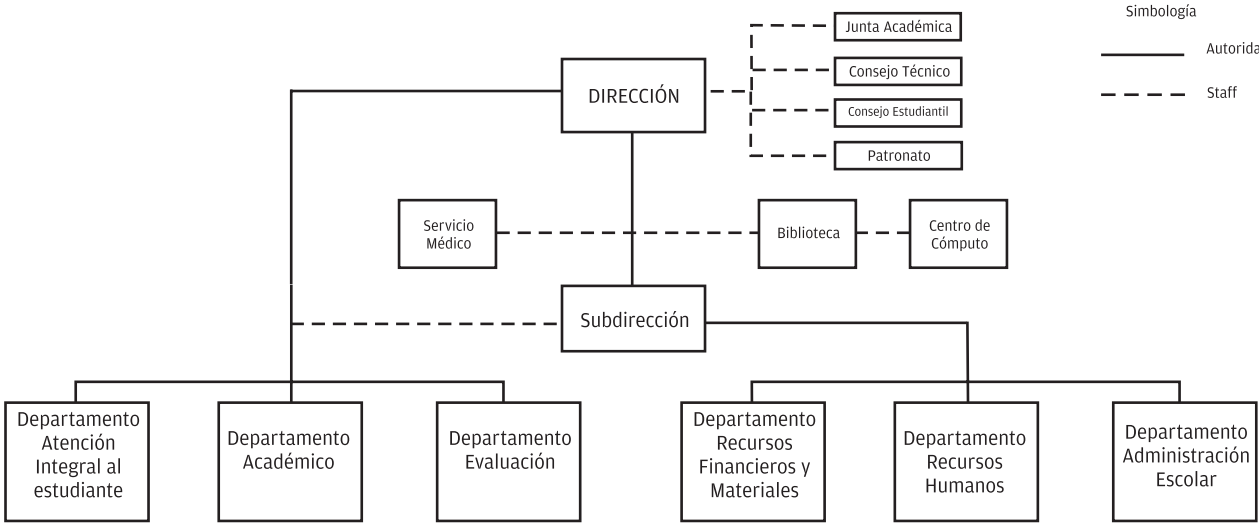 Simbología
Autorida
Staff
Junta Académica
Consejo Técnico
Consejo Estudiantil
Patronato
DIRECCIÓN
Servicio
Médico
Biblioteca
Centro de
Cómputo
Subdirección
Departamento
Atención
Integral al
estudiante
Departamento
Académico
Departamento
Evaluación
Departamento
Recursos
Financieros y
Materiales
Departamento
Recursos
Humanos
Departamento
Administración
Escolar